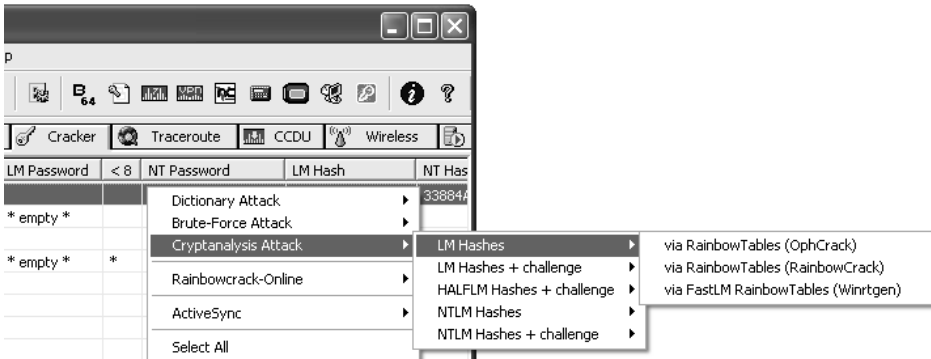 p
B 64
Cracker Traceroute CCDU Wireless
LM Password < 8 NT Password LM Hash NT Has
33884A
* empty *
* empty * *
Dictionary Attack
Brute-Force Attack
Cryptanalysis Attack
Rainbowcrack-Online
ActiveSync
Select All
LM Hashes
LM Hashes + challenge
HALFLM Hashes + challenge
NTLM Hashes
NTLM Hashes + challenge
via RainbowTables (OphCrack)
via RainbowTables (RainbowCrack)
via FastLM RainbowTables (Winrtgen)